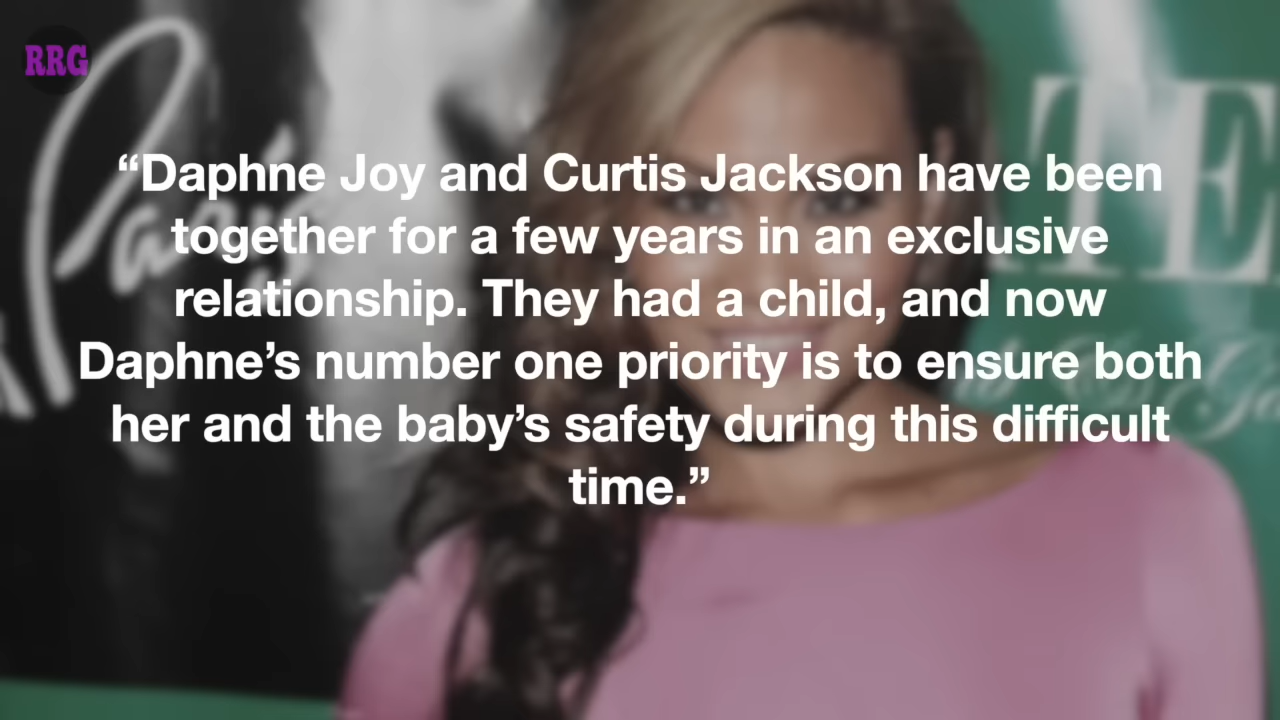 RRG
“Daphne Joy and Curtis Jackson have been
together for a few years in an exclusive
relationship. They had a child, and now
Daphne’s number one priority is to ensure both
her and the baby’s safety during this difficult
time.”
Paris
TE